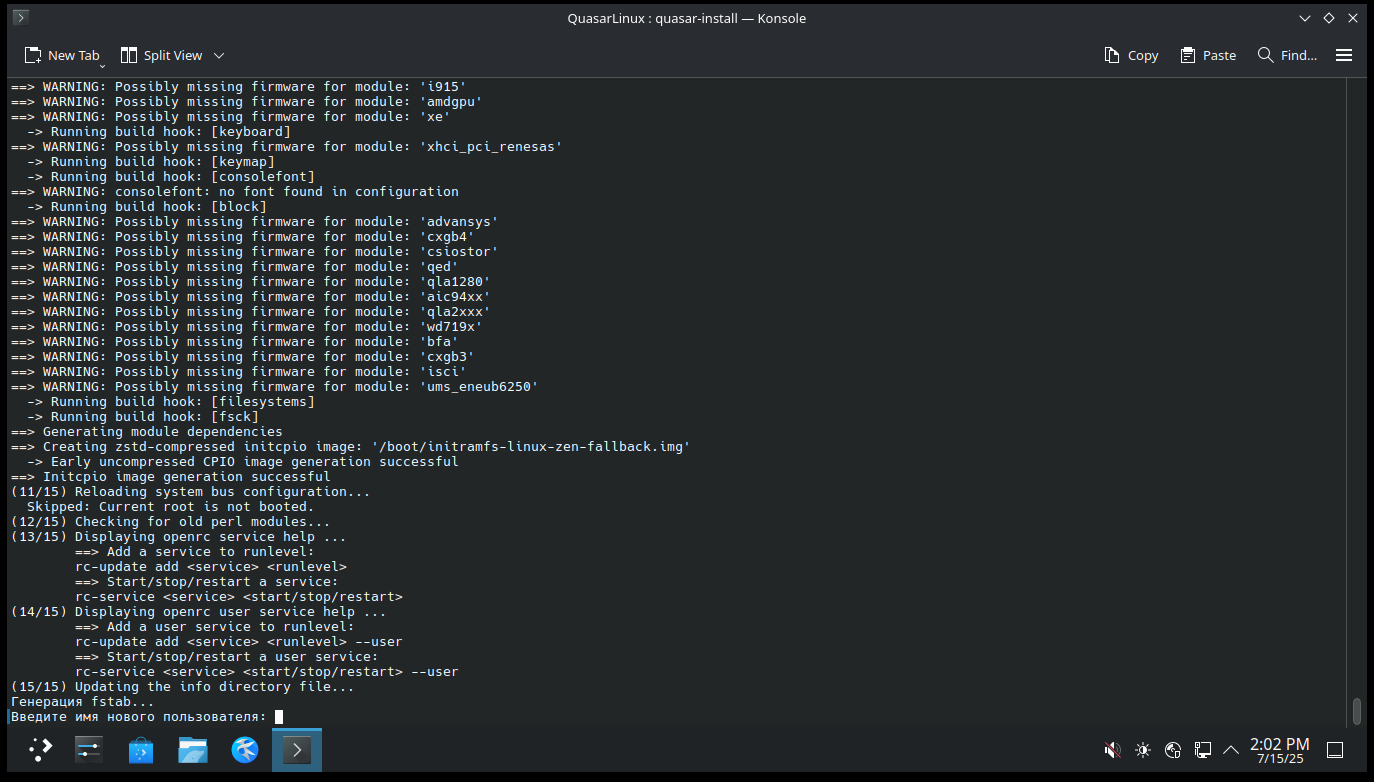 QuasarLinux : quasar-install — Konsole
New Tab
Split View
Copy
Paste
Find...
==> WARNING: Possibly missing firmware for module: 'i915'
==> WARNING: Possibly missing firmware for module: 'amdgpu'
==> WARNING: Possibly missing firmware for module: 'xe'
  -> Running build hook: [keyboard]
==> WARNING: Possibly missing firmware for module: 'xhci_pci_renesas'
  -> Running build hook: [keymap]
  -> Running build hook: [consolefont]
==> WARNING: consolefont: no font found in configuration
  -> Running build hook: [block]
==> WARNING: Possibly missing firmware for module: 'advansys'
==> WARNING: Possibly missing firmware for module: 'cxgb4'
==> WARNING: Possibly missing firmware for module: 'csiostor'
==> WARNING: Possibly missing firmware for module: 'qed'
==> WARNING: Possibly missing firmware for module: 'qla1280'
==> WARNING: Possibly missing firmware for module: 'aic94xx'
==> WARNING: Possibly missing firmware for module: 'qla2xxx'
==> WARNING: Possibly missing firmware for module: 'wd719x'
==> WARNING: Possibly missing firmware for module: 'bfa'
==> WARNING: Possibly missing firmware for module: 'cxgb3'
==> WARNING: Possibly missing firmware for module: 'isci'
==> WARNING: Possibly missing firmware for module: 'ums_eneub6250'
  -> Running build hook: [filesystems]
  -> Running build hook: [fsck]
==> Generating module dependencies
==> Creating zstd-compressed initcpio image: '/boot/initramfs-linux-zen-fallback.img'
  -> Early uncompressed CPIO image generation successful
==> Initcpio image generation successful
(11/15) Reloading system bus configuration...
  Skipped: Current root is not booted.
(12/15) Checking for old perl modules...
(13/15) Displaying openrc service help ...
        ==> Add a service to runlevel:
        rc-update add <service> <runlevel>
        ==> Start/stop/restart a service:
        rc-service <service> <start/stop/restart>
(14/15) Displaying openrc user service help ...
        ==> Add a user service to runlevel:
        rc-update add <service> <runlevel> --user
        ==> Start/stop/restart a user service:
        rc-service <service> <start/stop/restart> --user
(15/15) Updating the info directory file...
Генерация fstab...
Введите имя нового пользователя:
2:02 PM
7/15/25